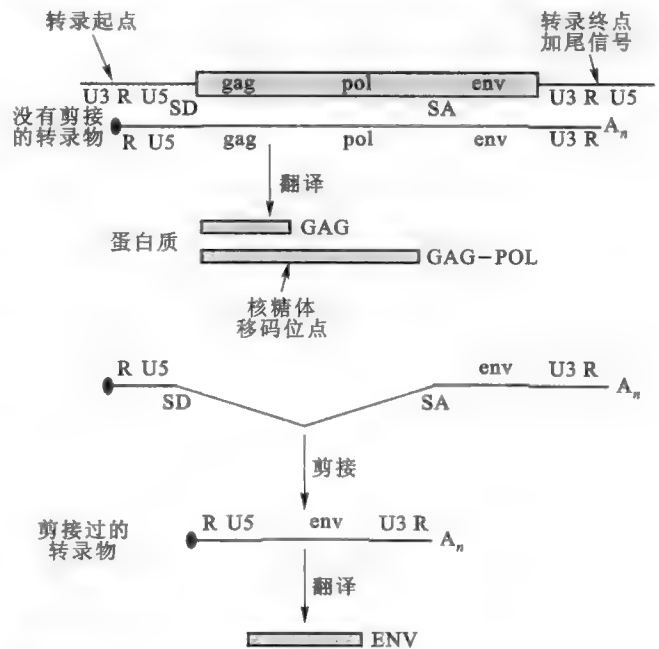 转录起点
转录终点
加尾信号
gag pol env
U3 R U5
SD
SA
U3 R U5
没有剪接
的转录物
R U5 gag pol env U3 R An
翻译
蛋白质
GAG
GAG-POL
核糖体
移码位点
R U5
SD
SA
env U3 R An
剪接
剪接过的
转录物
R U5 env U3 R An
翻译
ENV